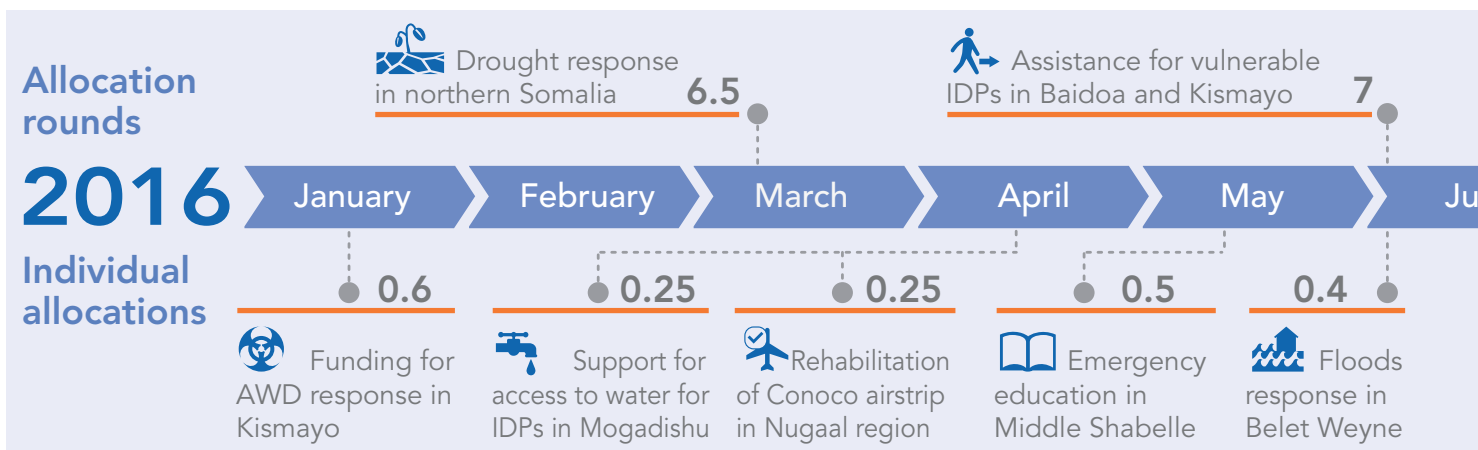 Allocation
rounds
Drought response
in northern Somalia 6.5
Assistance for vulnerable
IDPs in Baidoa and Kismayo 7
2016
January
February
March
April
May
Ju
Individual
allocations
0.6
Funding for
AWD response in
Kismayo
0.25
Support for
access to water for
IDPs in Mogadishu
0.25
Rehabilitation
of Conoco airstrip
in Nugaal region
0.5
Emergency
education in
Middle Shabelle
0.4
Floods
response in
Belet Weyne